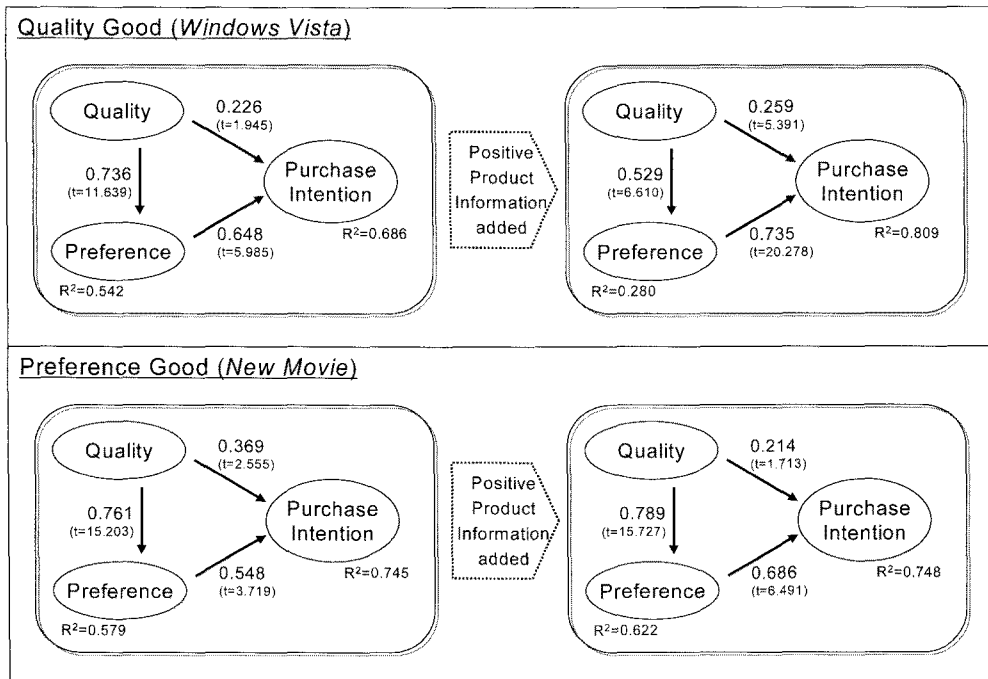 Quality Good (Windows Vista)
Quality
0.226
(t=1.945)
0.736
(t=11.639)
Purchase
Intention
Preference
0.648
(t=5.985)
R²=0.686
R²=0.542
Positive
Product
Information
added
Quality
0.259
(t=5.391)
0.529
(t=6.610)
Purchase
Intention
Preference
0.735
(t=20.278)
R²=0.809
R²=0.280
Preference Good (New Movie)
Quality
0.369
(t=2.555)
0.761
(t=15.203)
Purchase
Intention
Preference
0.548
(t=3.719)
R²=0.745
R²=0.579
Positive
Product
Information
added
Quality
0.214
(t=1.713)
0.789
(t=15.727)
Purchase
Intention
Preference
0.686
(t=6.491)
R²=0.748
R²=0.622